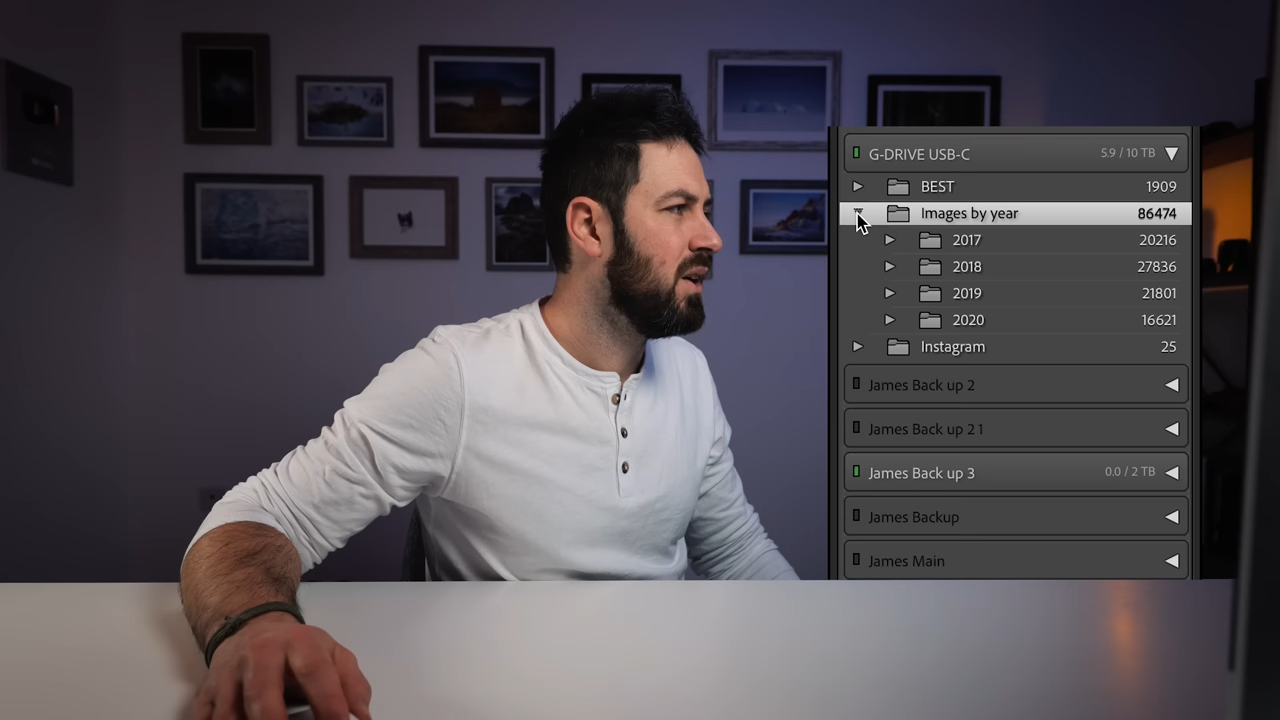 G-DRIVE USB-C 5.9 / 10 TB
BEST 1909
Images by year 86474
2017 20216
2018 27836
2019 21801
2020 16621
Instagram 25
James Back up 2
James Back up 2 1
James Back up 3 0.0 / 2 TB
James Backup
James Main